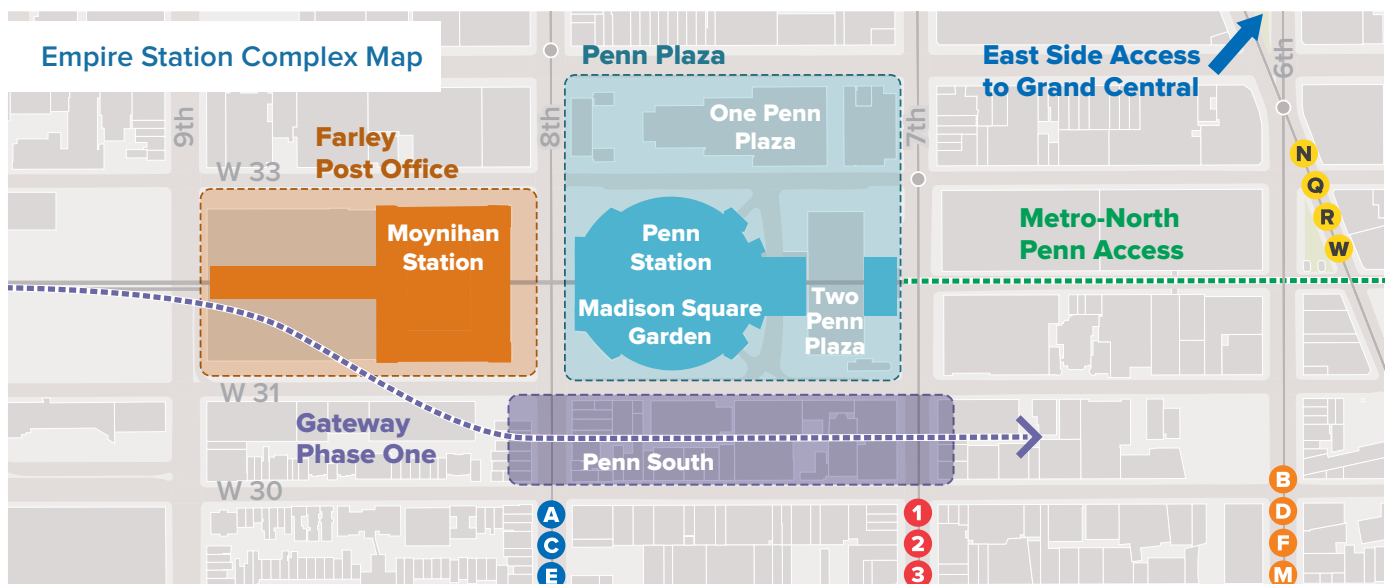 Empire Station Complex Map
Penn Plaza
East Side Access
to Grand Central
9th
8th
7th
6th
One Penn
Plaza
Farley
Post Office
W 33
N
Q
R
W
Moynihan
Station
Penn
Station
Madison Square
Garden
Two
Penn
Plaza
Metro-North
Penn Access
W 31
Gateway
Phase One
Penn South
W 30
A
C
E
1
2
3
B
D
F
M